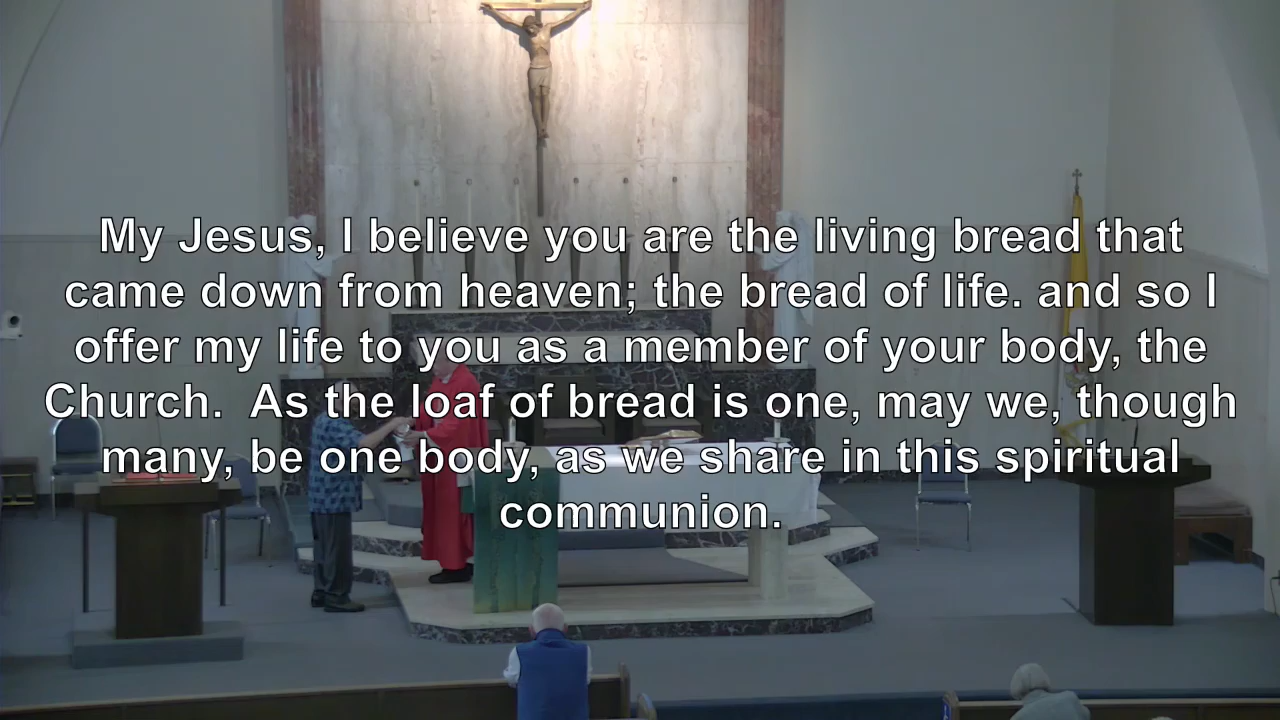 My Jesus, I believe you are the living bread that
came down from heaven; the bread of life. and so I
offer my life to you as a member of your body, the
Church.  As the loaf of bread is one, may we, though
many, be one body, as we share in this spiritual
communion.